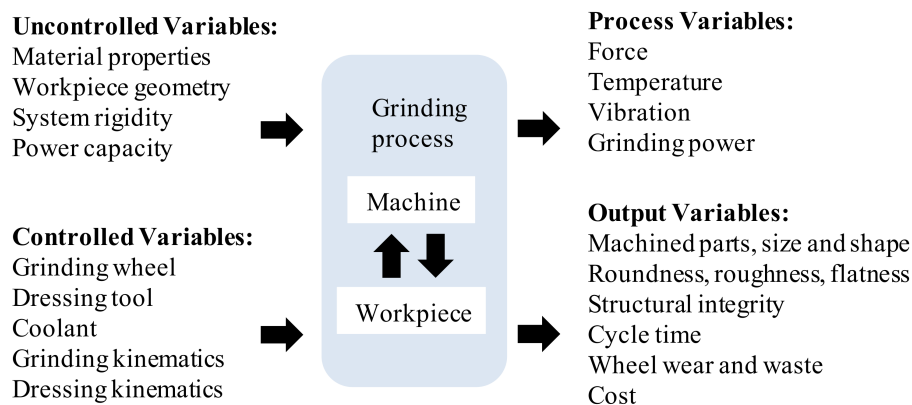 Uncontrolled Variables:
Material properties
Workpiece geometry
System rigidity
Power capacity
Controlled Variables:
Grinding wheel
Dressing tool
Coolant
Grinding kinematics
Dressing kinematics
Grinding
process
Machine
Workpiece
Process Variables:
Force
Temperature
Vibration
Grinding power
Output Variables:
Machined parts, size and shape
Roundness, roughness, flatness
Structural integrity
Cycle time
Wheel wear and waste
Cost